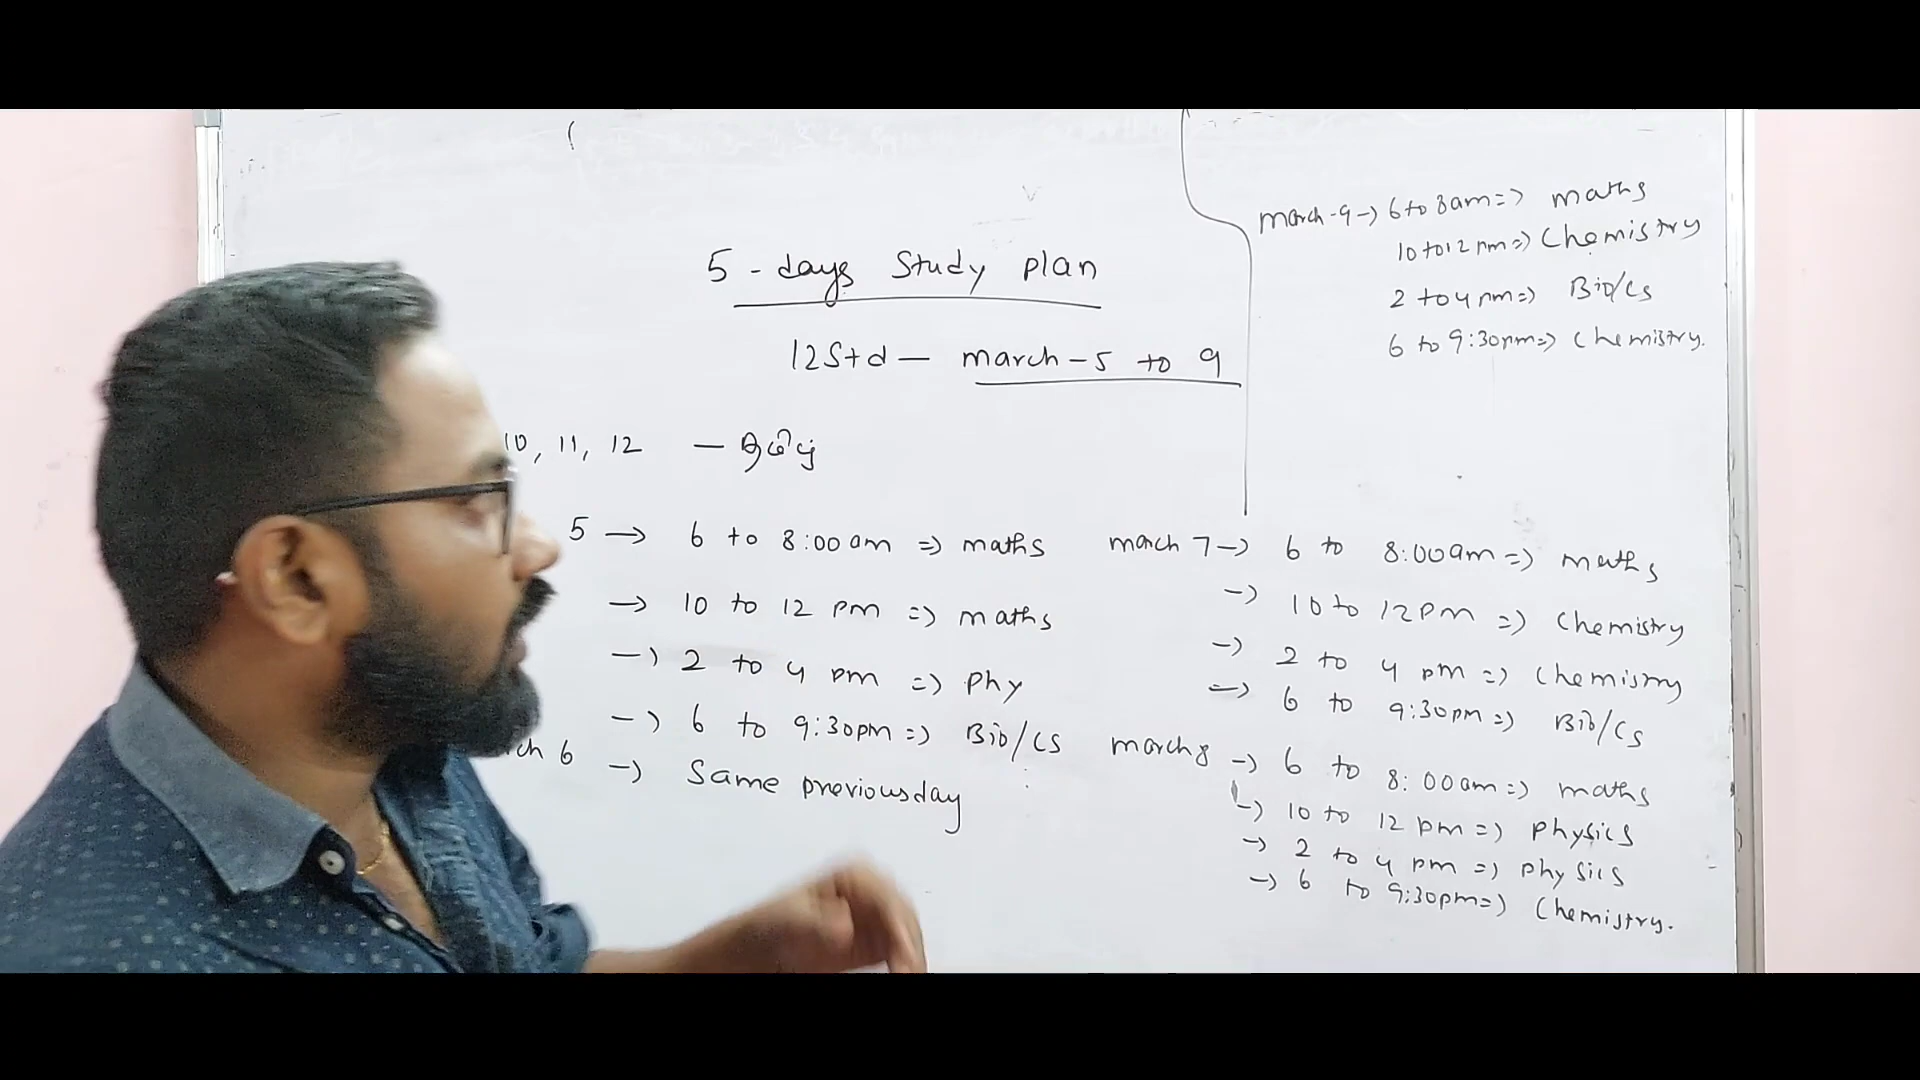 5 - days Study plan
12Std — march - 5 to 9
10, 11, 12 — தமிழ்
5 → 6 to 8:00 am => maths
→ 10 to 12 pm => maths
→ 2 to 4 pm => Phy
→ 6 to 9:30pm => Bio/CS
rch 6 → Same previousday
march 7 → 6 to 8:00am => maths
→ 10 to 12 pm => Chemistry
→ 2 to 4 pm => Chemistry
→ 6 to 9:30pm => Bio/CS
march 8 → 6 to 8:00am => maths
→ 10 to 12 pm => physics
→ 2 to 4 pm => physics
→ 6 to 9:30pm => Chemistry.
march - 9 → 6 to 8am => maths
10 to 12 pm => Chemistry
2 to 4 pm => Bio/CS
6 to 9:30pm => chemistry.